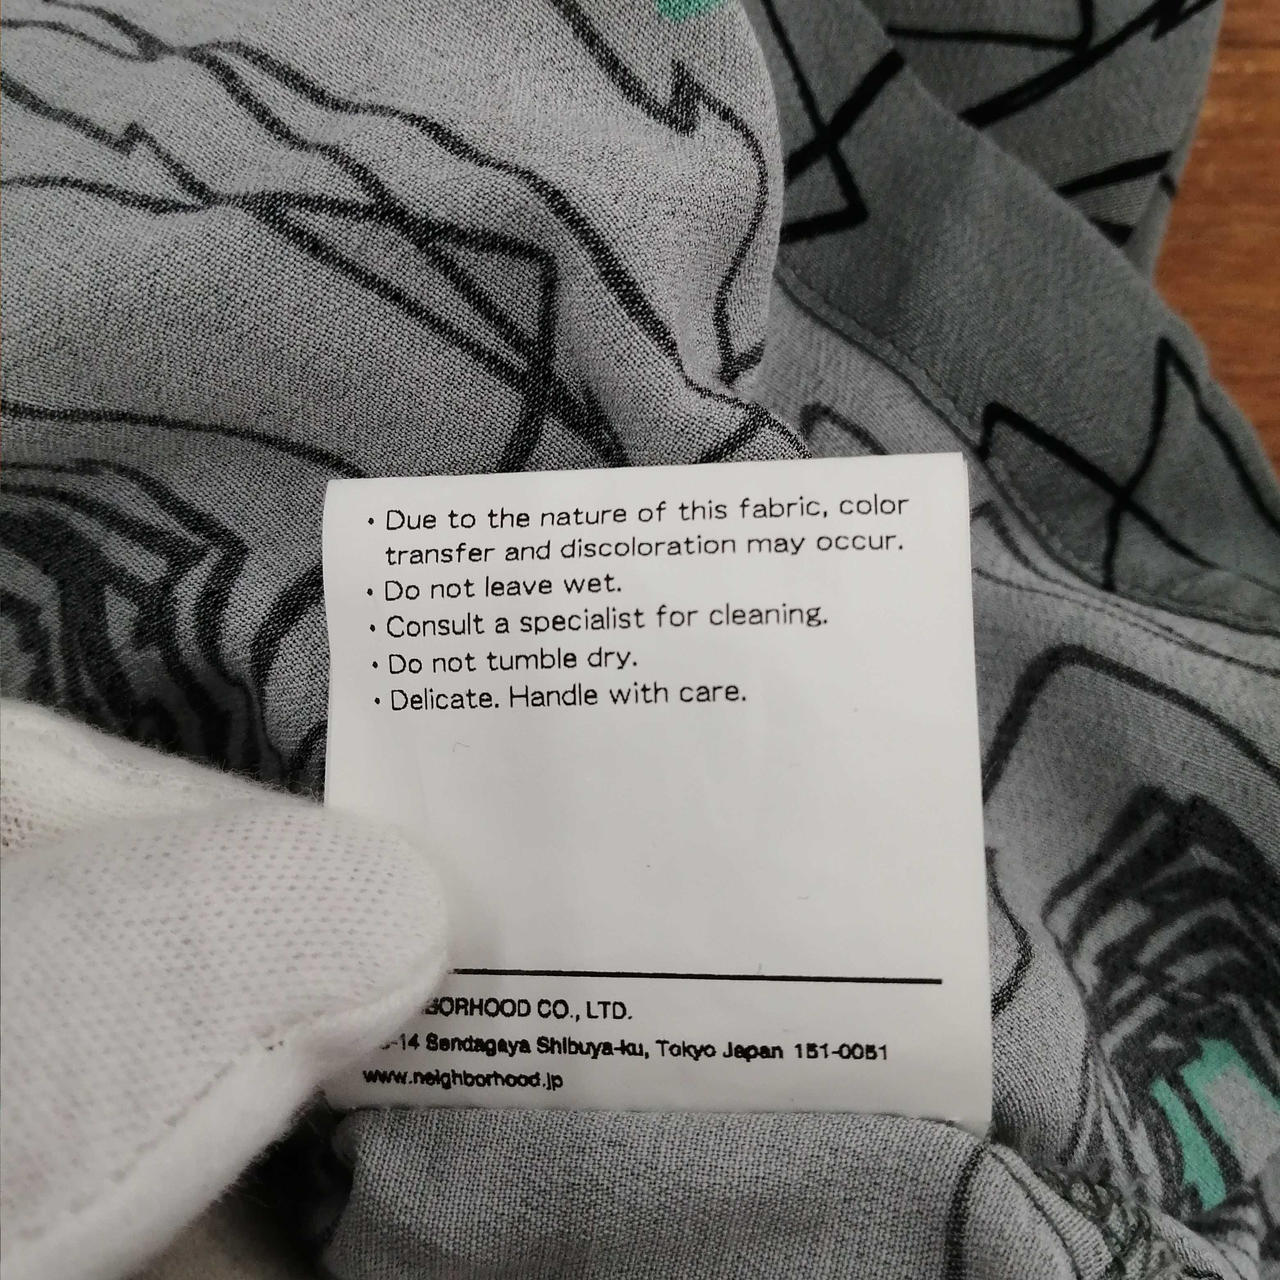 ・Due to the nature of this fabric, color
transfer and discoloration may occur.
・Do not leave wet.
・Consult a specialist for cleaning.
・Do not tumble dry.
・Delicate. Handle with care.
BORHOOD CO., LTD.
-14 Sendagaya Shibuya-ku, Tokyo Japan 151-0051
www.neighborhood.jp